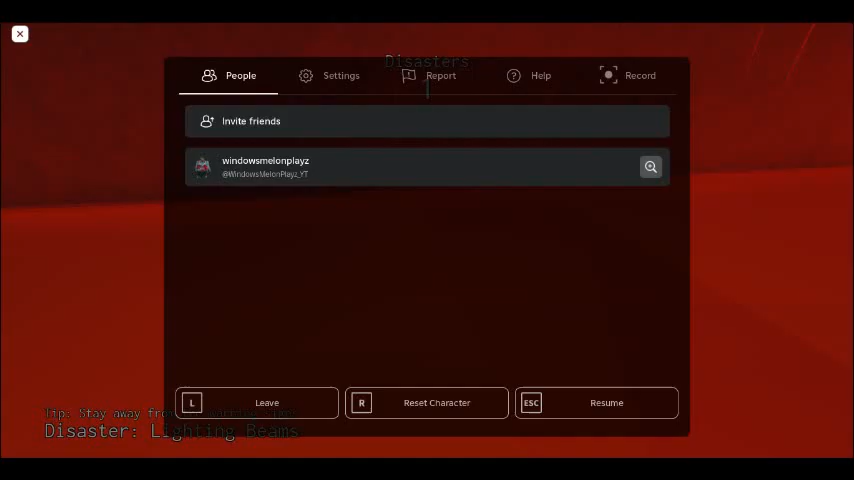 Disasters
1
People
Settings
Report
Help
Record
Invite friends
windowsmelonplayz
@WindowsMelonPlayz_YT
L
Leave
R
Reset Character
ESC
Resume
Tip: Stay away from
Disaster: Lighting Beams